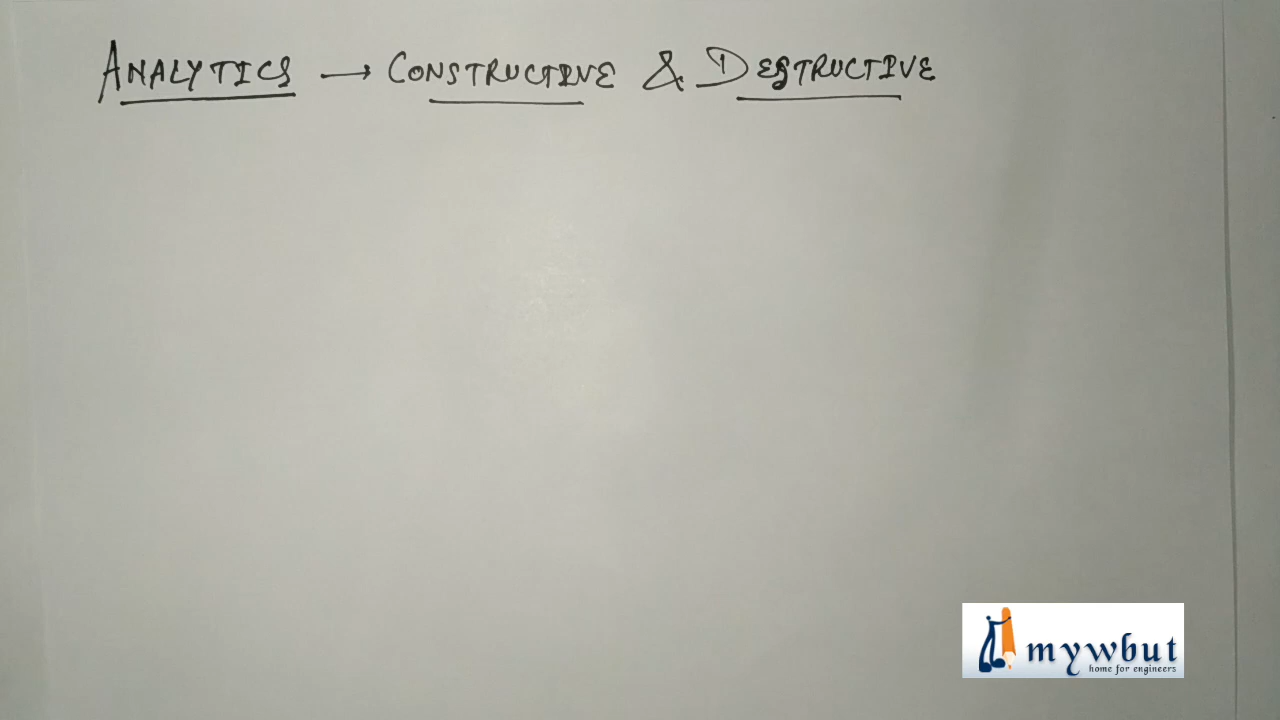 ANALYTICS → CONSTRUCTIVE & DESTRUCTIVE
mywbut
home for engineers